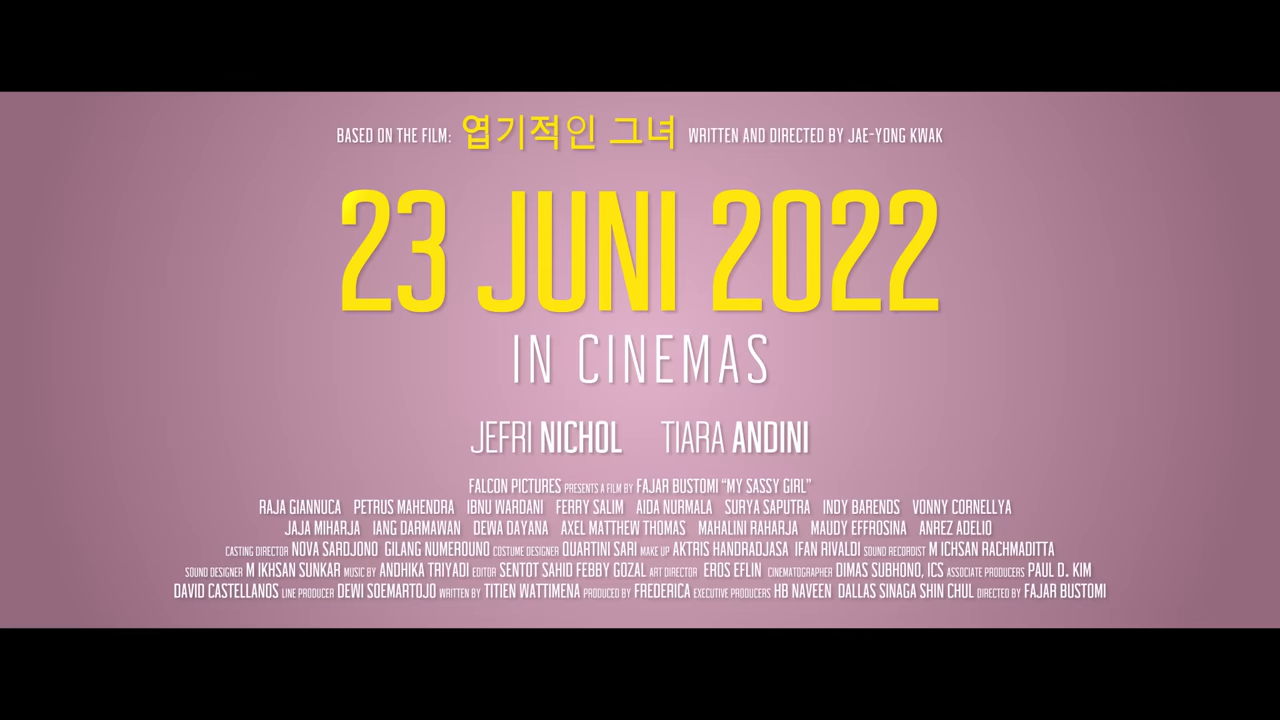 BASED ON THE FILM: 엽기적인 그녀 WRITTEN AND DIRECTED BY JAE-YONG KWAK
23 JUNI 2022
IN CINEMAS
JEFRI NICHOL TIARA ANDINI
FALCON PICTURES PRESENTS A FILM BY FAJAR BUSTOMI "MY SASSY GIRL"
RAJA GIANNUCA PETRUS MAHENDRA IBNU WARDANI FERRY SALIM AIDA NURMALA SURYA SAPUTRA INDY BARENDS VONNY CORNELLYA
JAJA MIHARJA IANG DARMAWAN DEWA DAYANA AXEL MATTHEW THOMAS MAHALINI RAHARJA MAUDY EFFROSINA ANREZ ADELIO
CASTING DIRECTOR NOVA SARDJONO GILANG NUMEROUNO COSTUME DESIGNER QUARTINI SARI MAKE UP AKTRIS HANDRADJASA IFAN RIVALDI SOUND RECORDIST M ICHSAN RACHMADITTA
SOUND DESIGNER M IKHSAN SUNKAR MUSIC BY ANDHIKA TRIYADI EDITOR SENTOT SAHID FEBBY GOZAL ART DIRECTOR EROS EFLIN CINEMATOGRAPHER DIMAS SUBHONO, ICS ASSOCIATE PRODUCERS PAUL D. KIM
DAVID CASTELLANOS LINE PRODUCER DEWI SOEMARTOJO WRITTEN BY TITIEN WATTIMENA PRODUCED BY FREDERICA EXECUTIVE PRODUCERS HB NAVEEN DALLAS SINAGA SHIN CHUL DIRECTED BY FAJAR BUSTOMI